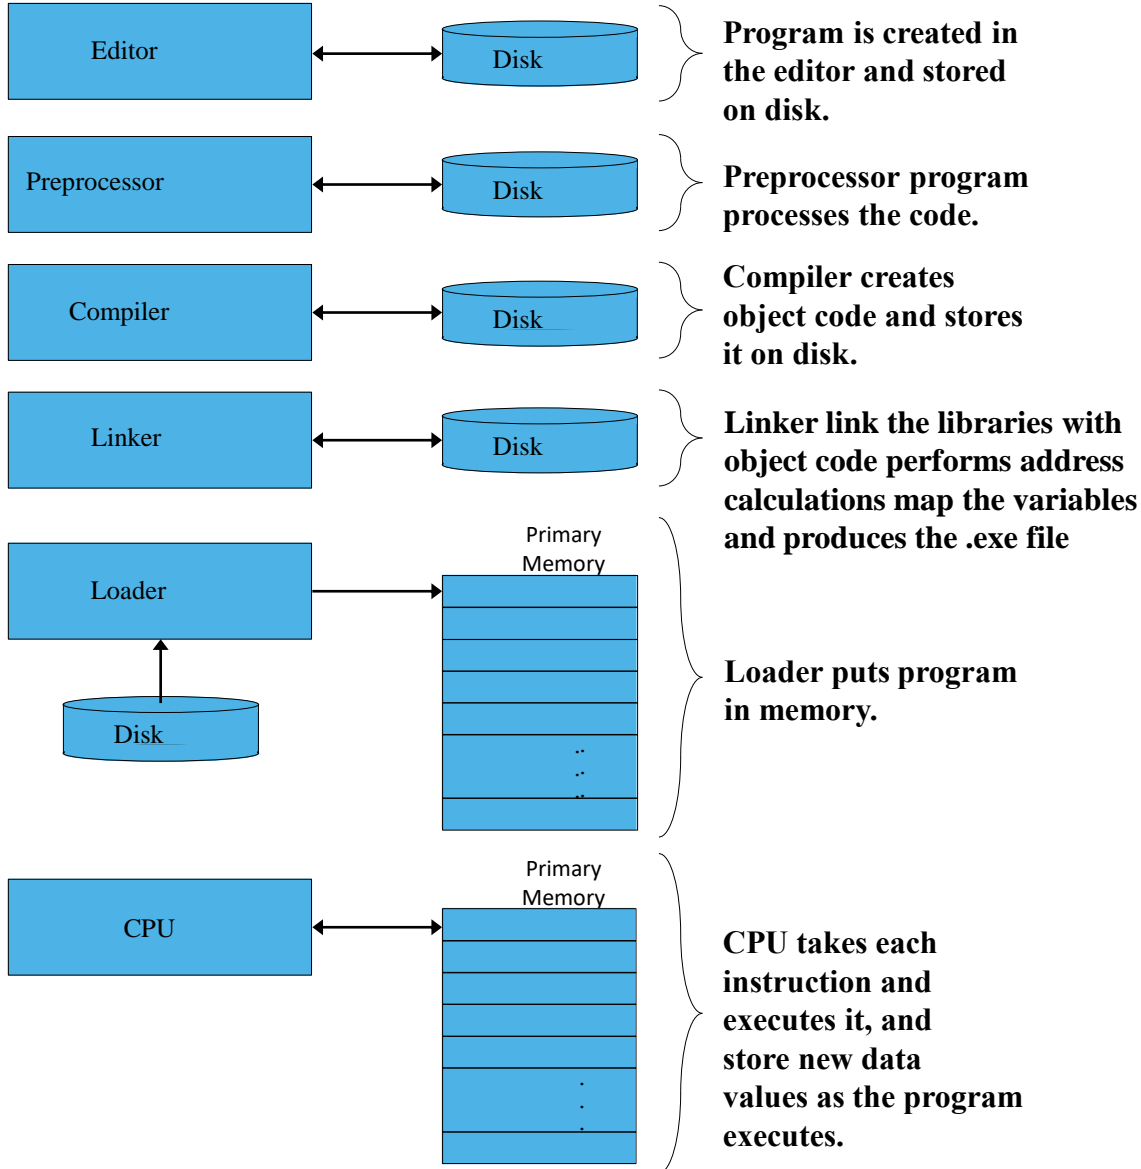 Editor
Disk
Program is created in
the editor and stored
on disk.
Preprocessor
Disk
Preprocessor program
processes the code.
Compiler
Disk
Compiler creates
object code and stores
it on disk.
Linker
Disk
Linker link the libraries with
object code performs address
calculations map the variables
and produces the .exe file
Loader
Disk
Primary
Memory
Loader puts program
in memory.
CPU
Primary
Memory
CPU takes each
instruction and
executes it, and
store new data
values as the program
executes.